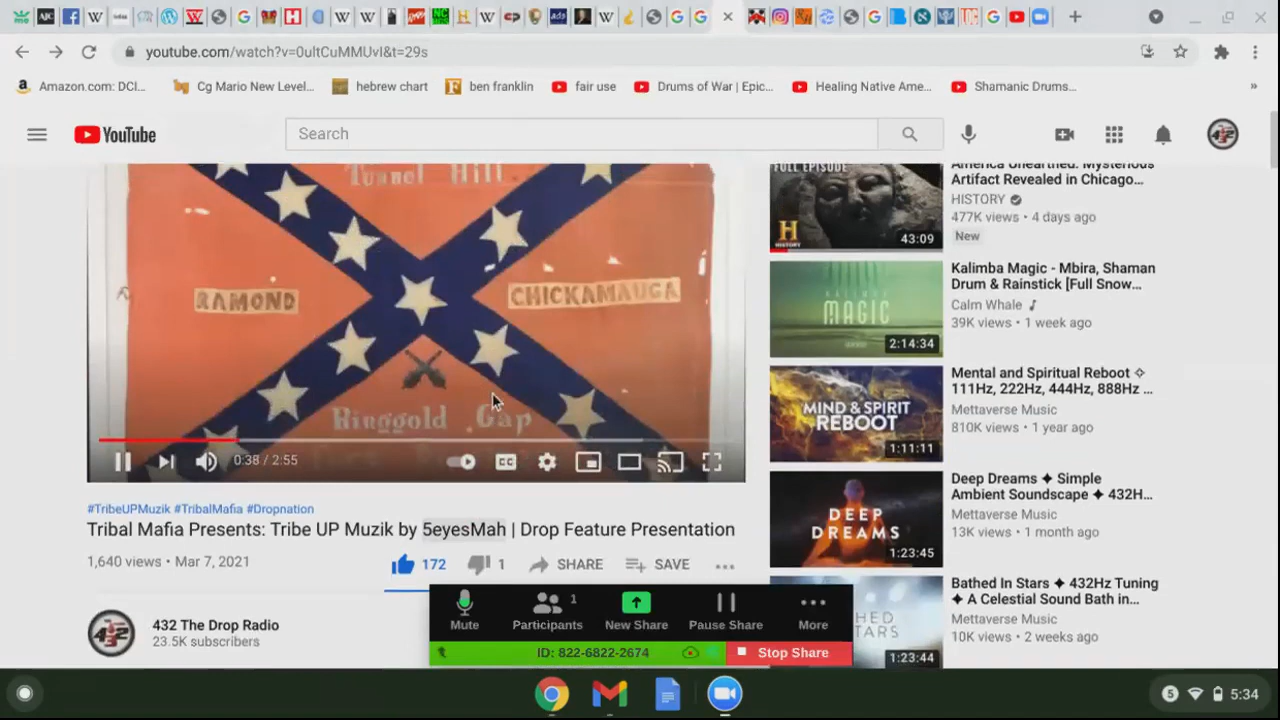 youtube.com/watch?v=0ultCuMMUvI&t=29s
Amazon.com: DCI...
Cg Mario New Level...
hebrew chart
ben franklin
fair use
Drums of War | Epic...
Healing Native Ame...
Shamanic Drums...
YouTube
Search
Tunnel Hill
RAMOND
CHICKAMAUGA
Ringgold Gap
0:38 / 2:55
#TribeUPMuzik #TribalMafia #Dropnation
Tribal Mafia Presents: Tribe UP Muzik by 5eyesMah | Drop Feature Presentation
1,640 views • Mar 7, 2021
172
1
SHARE
SAVE
432 The Drop Radio
23.5K subscribers
FULL EPISODE
HISTORY
43:09
America Unearthed: Mysterious
Artifact Revealed in Chicago...
HISTORY
477K views • 4 days ago
New
KALIMBA
MAGIC
2:14:34
Kalimba Magic - Mbira, Shaman
Drum & Rainstick [Full Snow...
Calm Whale
39K views • 1 week ago
MIND & SPIRIT
REBOOT
1:11:11
Mental and Spiritual Reboot ✧
111Hz, 222Hz, 444Hz, 888Hz ...
Mettaverse Music
810K views • 1 year ago
DEEP
DREAMS
1:23:45
Deep Dreams ✦ Simple
Ambient Soundscape ✦ 432H...
Mettaverse Music
13K views • 1 month ago
1:23:44
Bathed In Stars ✦ 432Hz Tuning
✦ A Celestial Sound Bath in...
Mettaverse Music
10K views • 2 weeks ago
Mute
Participants
1
New Share
Pause Share
More
ID: 822-6822-2674
Stop Share
5
5:34